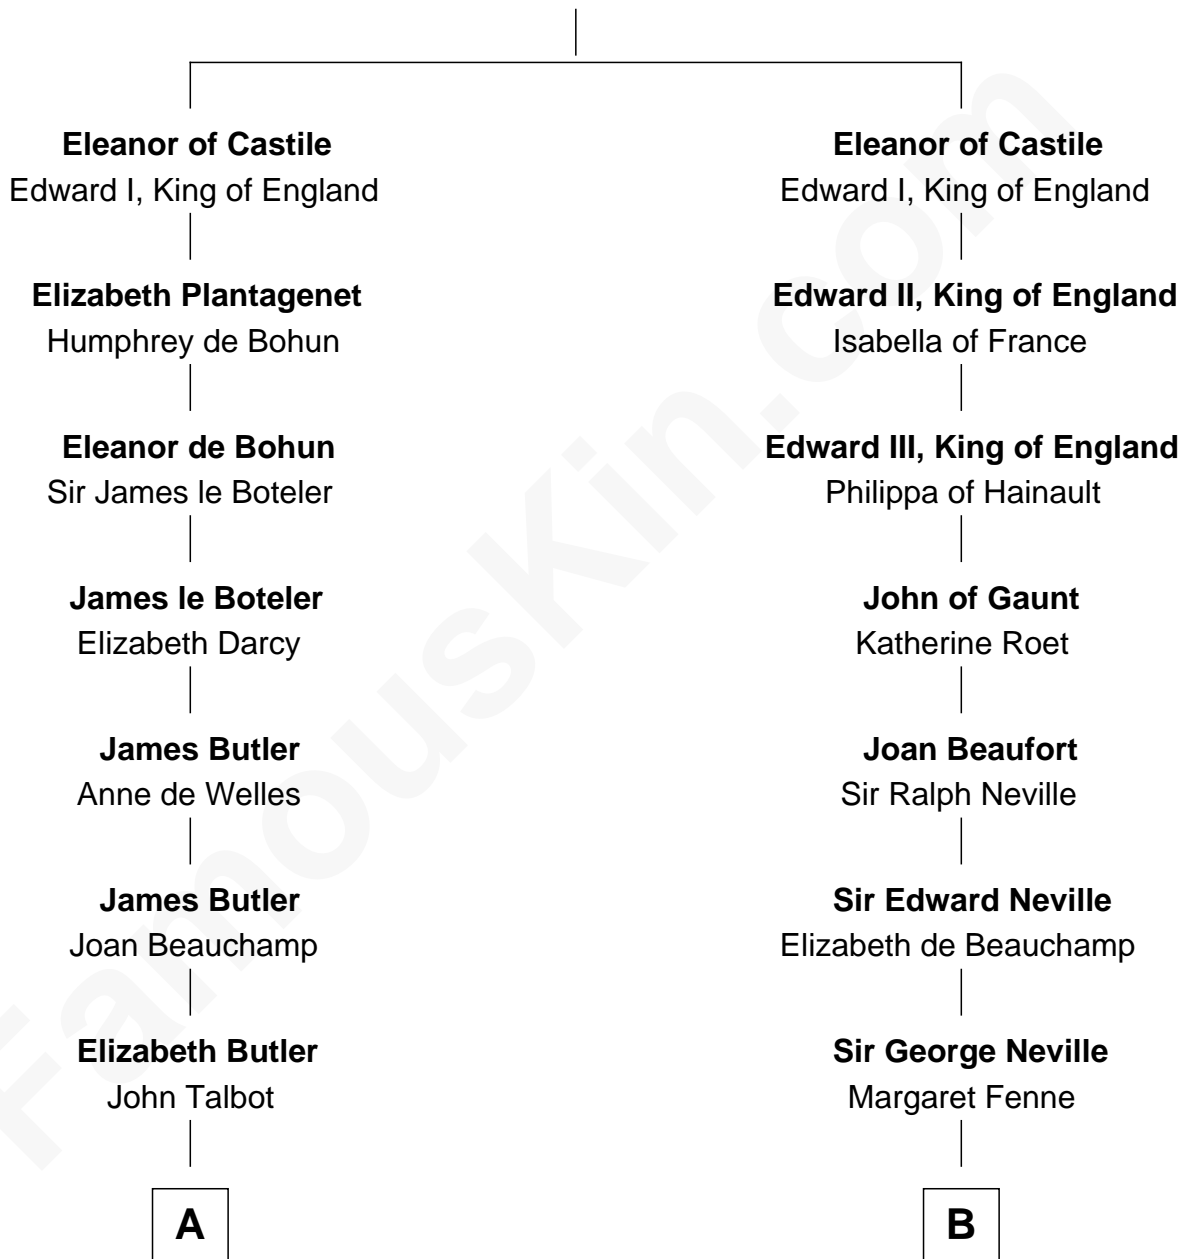 Eleanor of Castile
Edward I, King of England
Elizabeth Plantagenet
Humphrey de Bohun
Eleanor de Bohun
Sir James le Boteler
James le Boteler
Elizabeth Darcy
James Butler
Anne de Welles
James Butler
Joan Beauchamp
Elizabeth Butler
John Talbot
A
Eleanor of Castile
Edward I, King of England
Edward II, King of England
Isabella of France
Edward III, King of England
Philippa of Hainault
John of Gaunt
Katherine Roet
Joan Beaufort
Sir Ralph Neville
Sir Edward Neville
Elizabeth de Beauchamp
Sir George Neville
Margaret Fenne
B
FamousKin.com